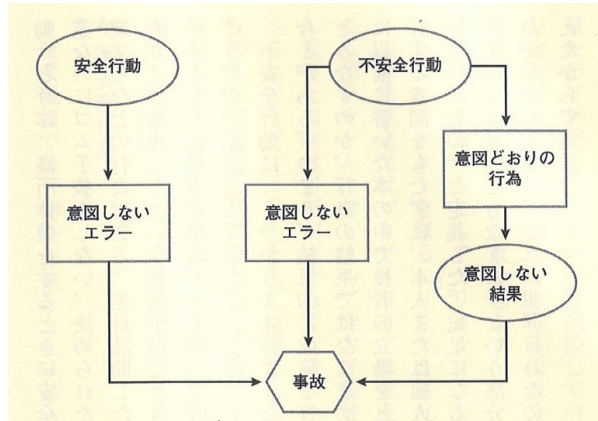 安全行動
不安全行動
意図どおりの
行為
意図しない
エラー
意図しない
エラー
意図しない
結果
事故